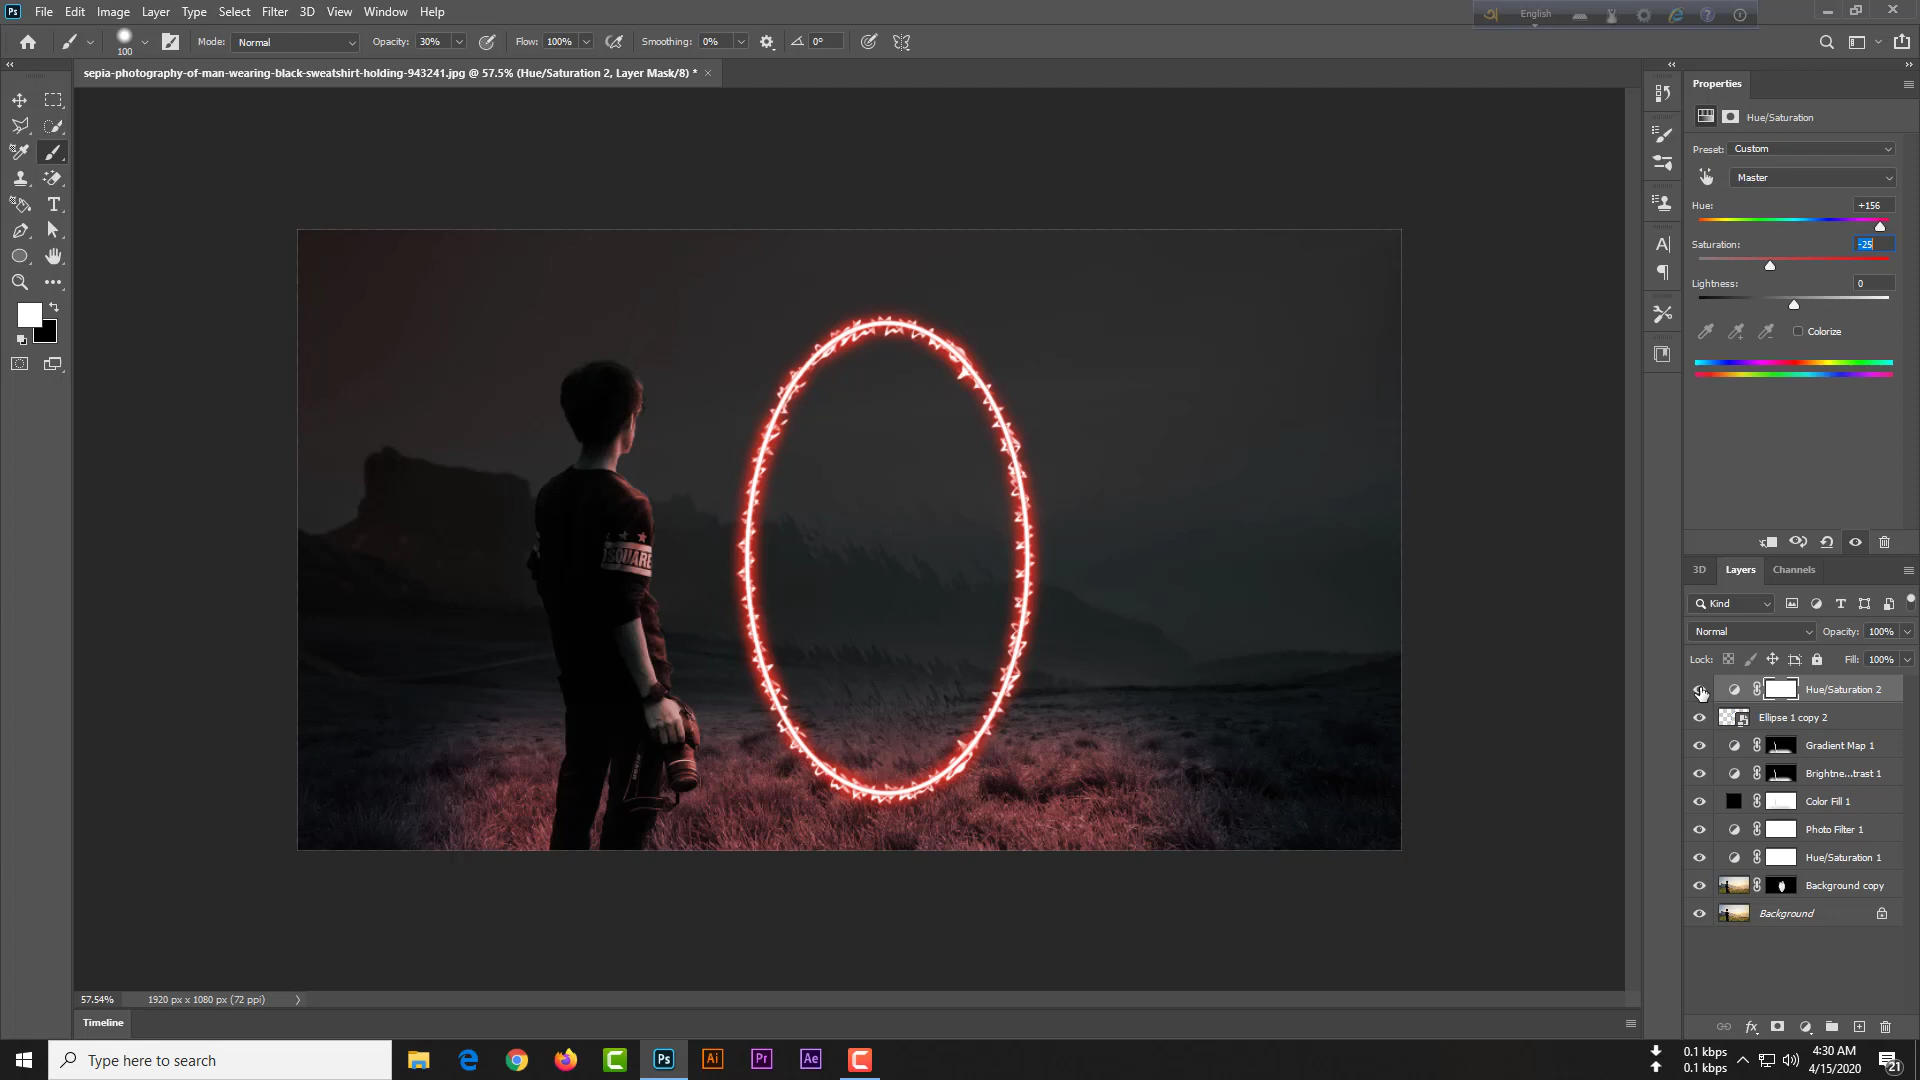 Ps File Edit Image Layer Type Select Filter 3D View Window Help
English
100 Mode: Normal Opacity: 30% Flow: 100% Smoothing: 0% 0°
sepia-photography-of-man-wearing-black-sweatshirt-holding-943241.jpg @ 57.5% (Hue/Saturation 2, Layer Mask/8) *
Properties
Hue/Saturation
Preset: Custom
Master
Hue: +156
Saturation: -25
Lightness: 0
Colorize
SQUARE
3D Layers Channels
Kind
Normal Opacity: 100%
Lock: Fill: 100%
Hue/Saturation 2
Ellipse 1 copy 2
Gradient Map 1
Brightne...trast 1
Color Fill 1
Photo Filter 1
Hue/Saturation 1
Background copy
Background
57.54% 1920 px x 1080 px (72 ppi)
Timeline
Type here to search
Ps Ai Pr Ae
0.1 kbps
0.1 kbps
4:30 AM
4/15/2020
21